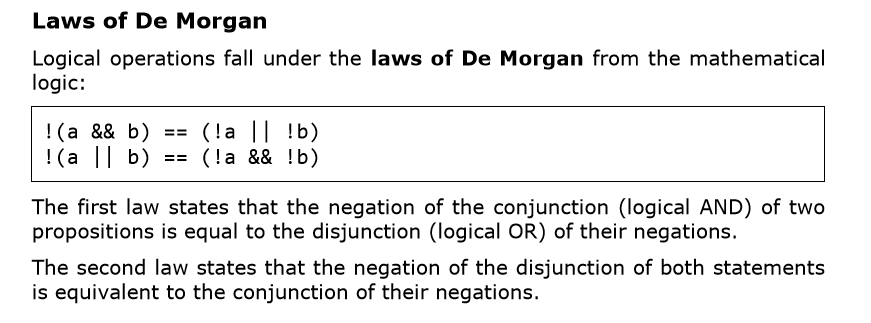 Laws of De Morgan
Logical operations fall under the laws of De Morgan from the mathematical
logic:
!(a && b) == (!a || !b)
!(a || b) == (!a && !b)
The first law states that the negation of the conjunction (logical AND) of two
propositions is equal to the disjunction (logical OR) of their negations.
The second law states that the negation of the disjunction of both statements
is equivalent to the conjunction of their negations.